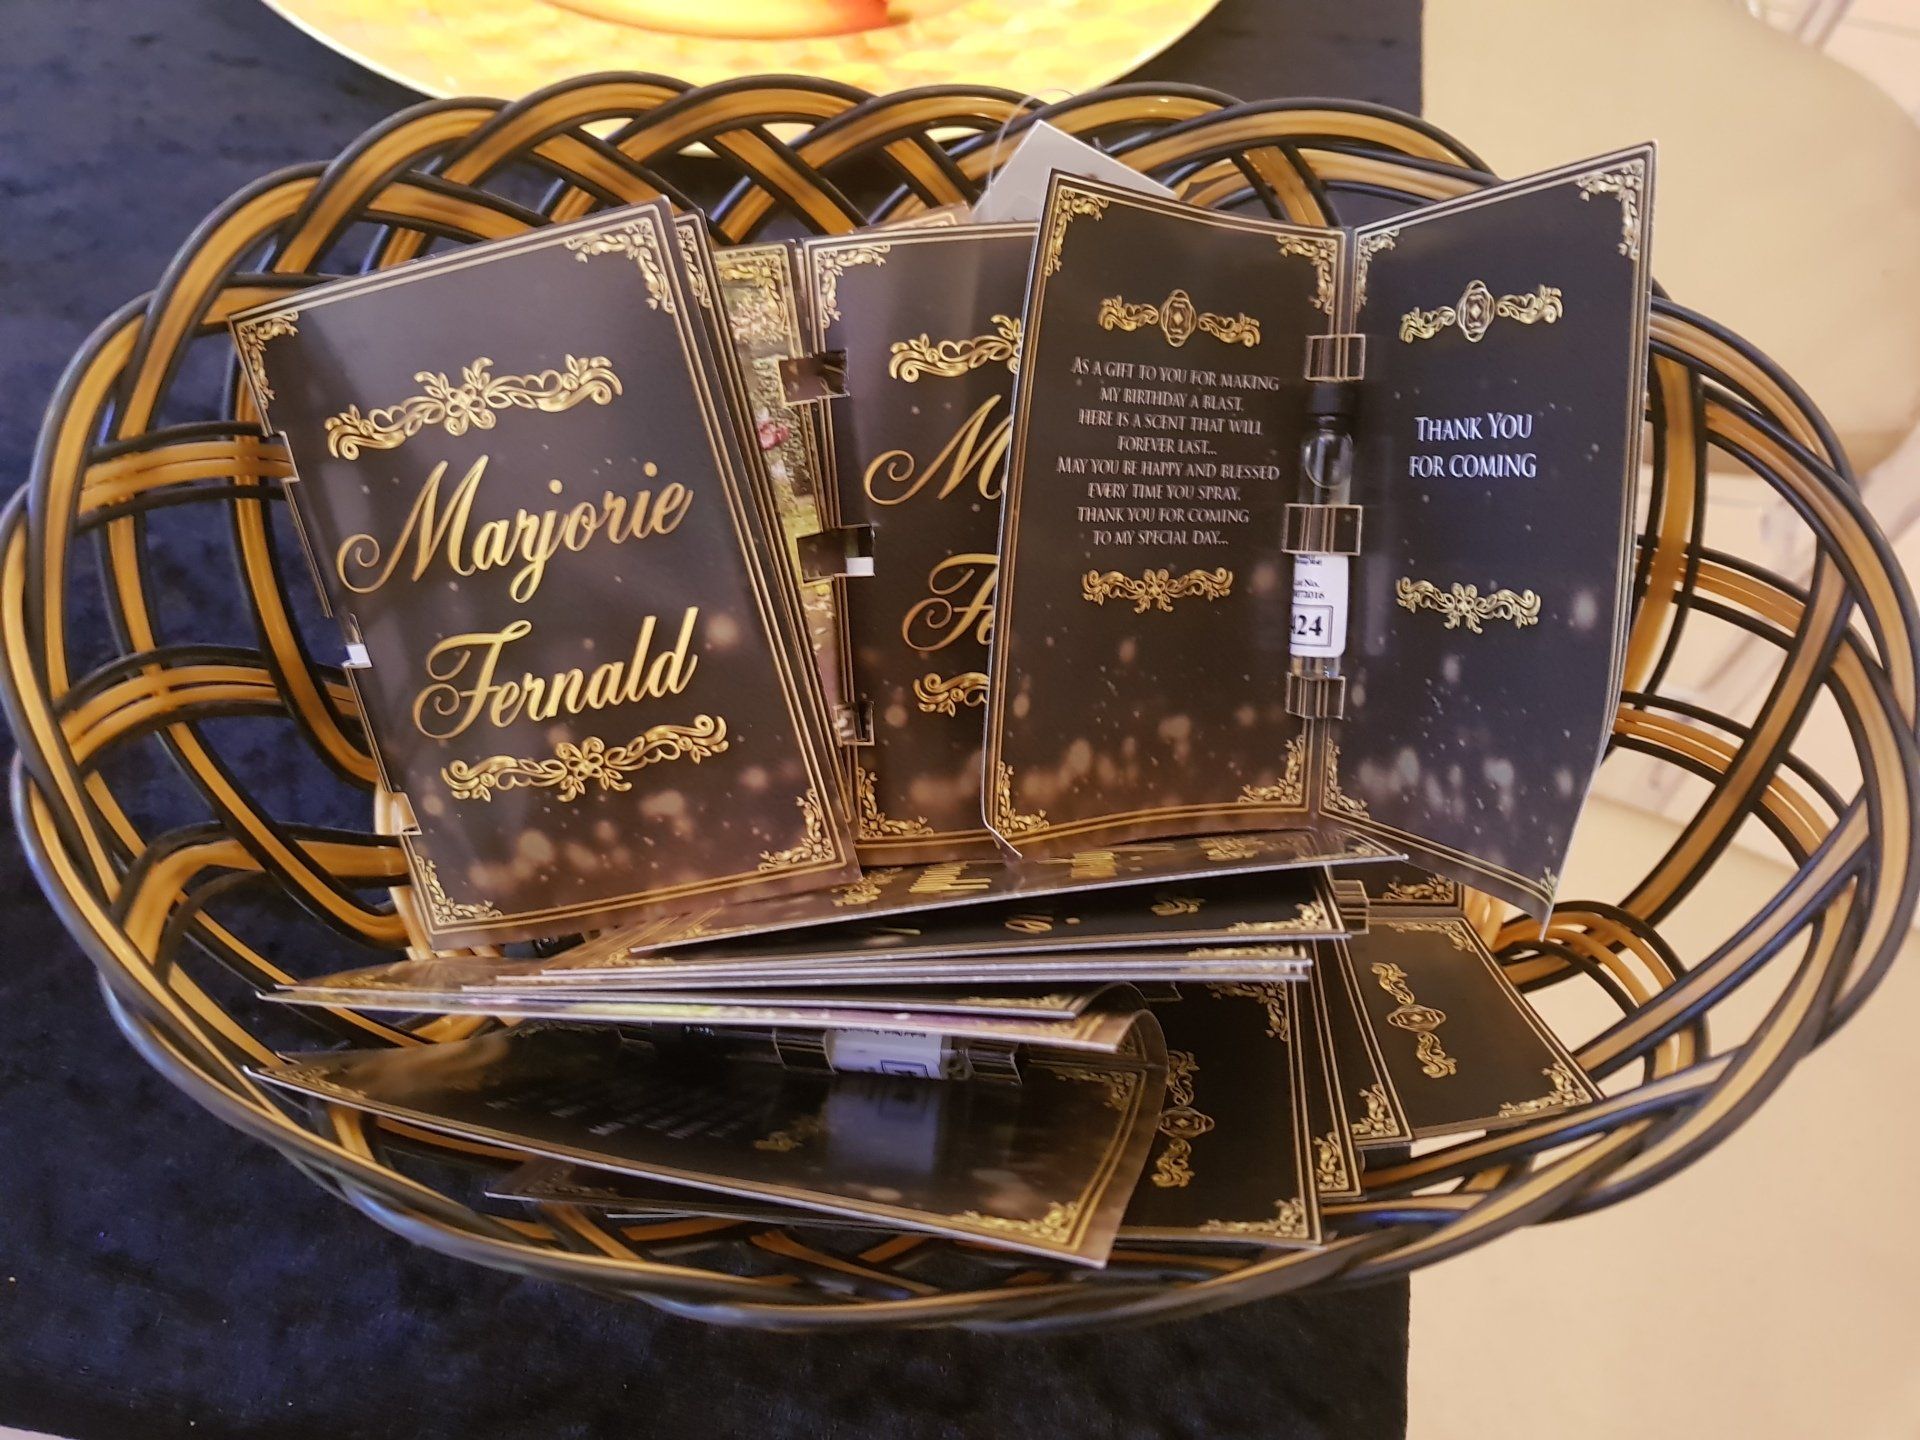 Marjorie
Fernald
M
Fe
AS A GIFT TO YOU FOR MAKING
MY BIRTHDAY A BLAST,
HERE IS A SCENT THAT WILL
FOREVER LAST...
MAY YOU BE HAPPY AND BLESSED
EVERY TIME YOU SPRAY.
THANK YOU FOR COMING
TO MY SPECIAL DAY...
THANK YOU
FOR COMING
424